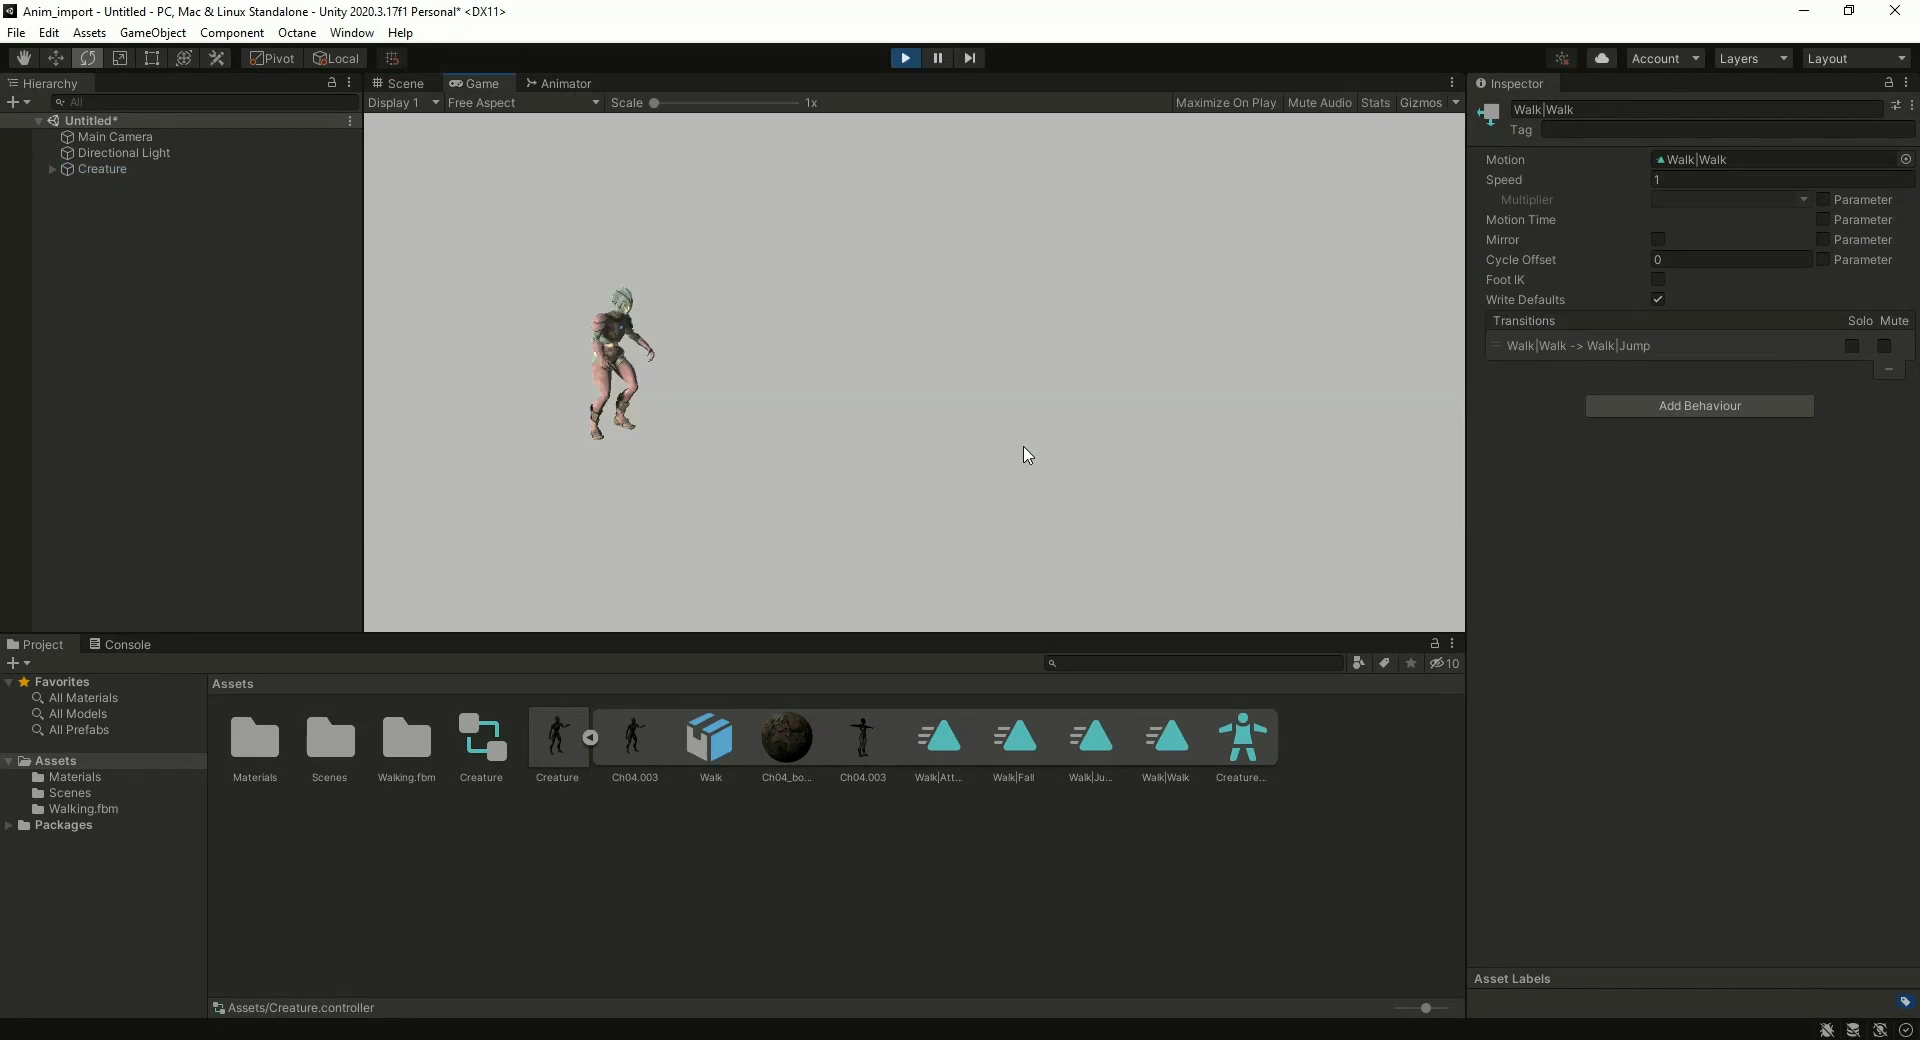 Anim_import - Untitled - PC, Mac & Linux Standalone - Unity 2020.3.17f1 Personal* <DX11>
File Edit Assets GameObject Component Octane Window Help
Pivot Local Account Layers Layout
Hierarchy
All
Untitled*
Main Camera
Directional Light
Creature
Scene Game Animator
Display 1 Free Aspect Scale 1x Maximize On Play Mute Audio Stats Gizmos
Inspector
Walk|Walk
Tag
Motion Walk|Walk
Speed 1
Multiplier Parameter
Motion Time Parameter
Mirror Parameter
Cycle Offset 0 Parameter
Foot IK
Write Defaults
Transitions Solo Mute
Walk|Walk -> Walk|Jump
Add Behaviour
Project Console
10
Favorites
All Materials
All Models
All Prefabs
Assets
Materials
Scenes
Walking.fbm
Packages
Assets
Materials Scenes Walking.fbm Creature Creature Ch04.003 Walk Ch04_bo... Ch04.003 Walk|Att... Walk|Fall Walk|Ju... Walk|Walk Creature...
Assets/Creature.controller
Asset Labels